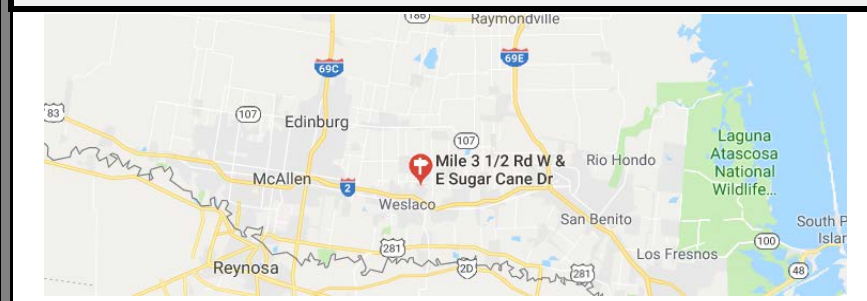 186
Raymondville
69C
69E
83
107
Edinburg
107
Laguna
Atascosa
National
Wildlife...
Mile 3 1/2 Rd W &
E Sugar Cane Dr
Rio Hondo
McAllen
2
Weslaco
San Benito
South P
Islan
281
100
Los Fresnos
Reynosa
2D
281
48